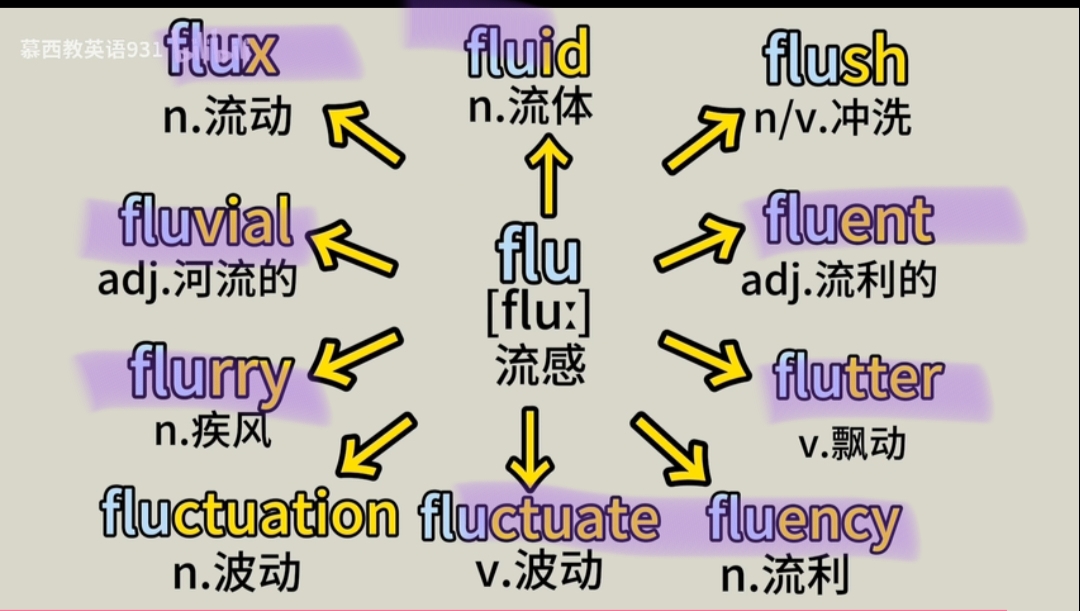 慕西教英语931
flux
n.流动
fluid
n.流体
flush
n/v.冲洗
fluvial
adj.河流的
flu
[fluː]
流感
fluent
adj.流利的
flurry
n.疾风
flutter
v.飘动
fluctuation
n.波动
fluctuate
v.波动
fluency
n.流利